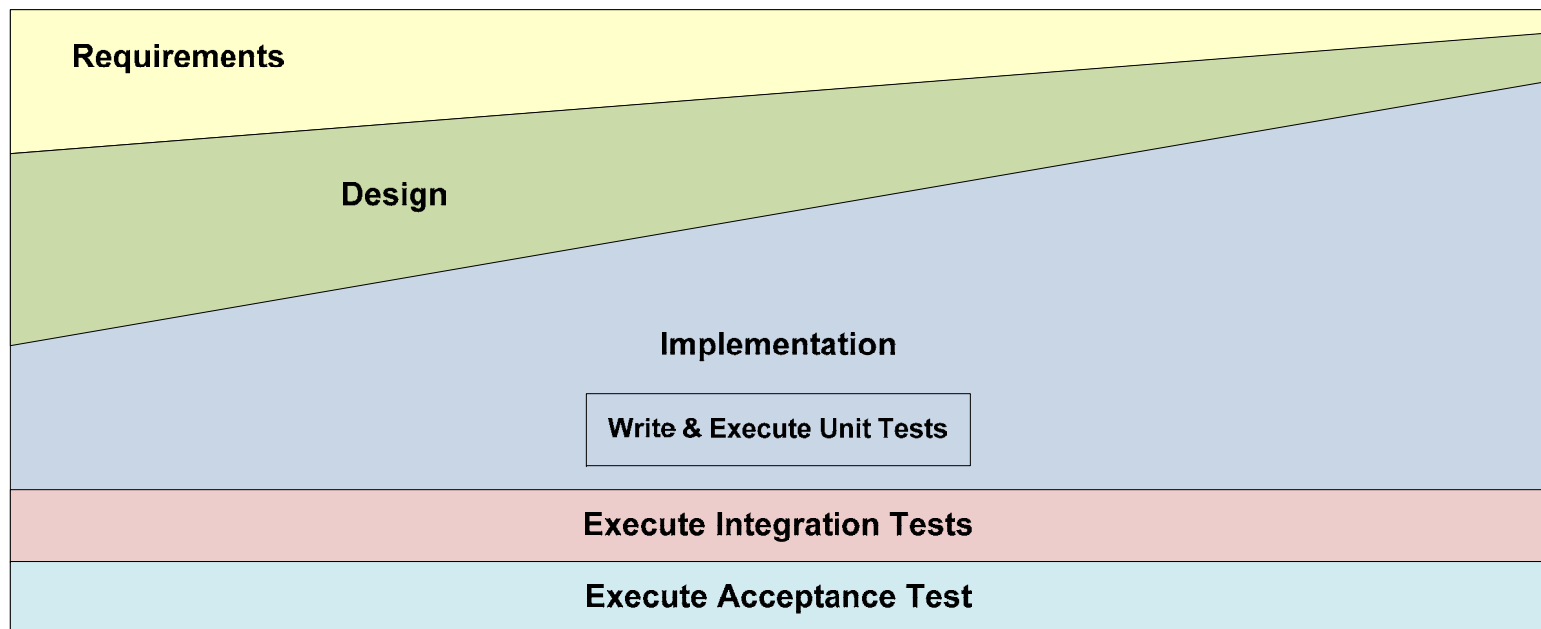 Requirements
Design
Implementation
Write & Execute Unit Tests
Execute Integration Tests
Execute Acceptance Test